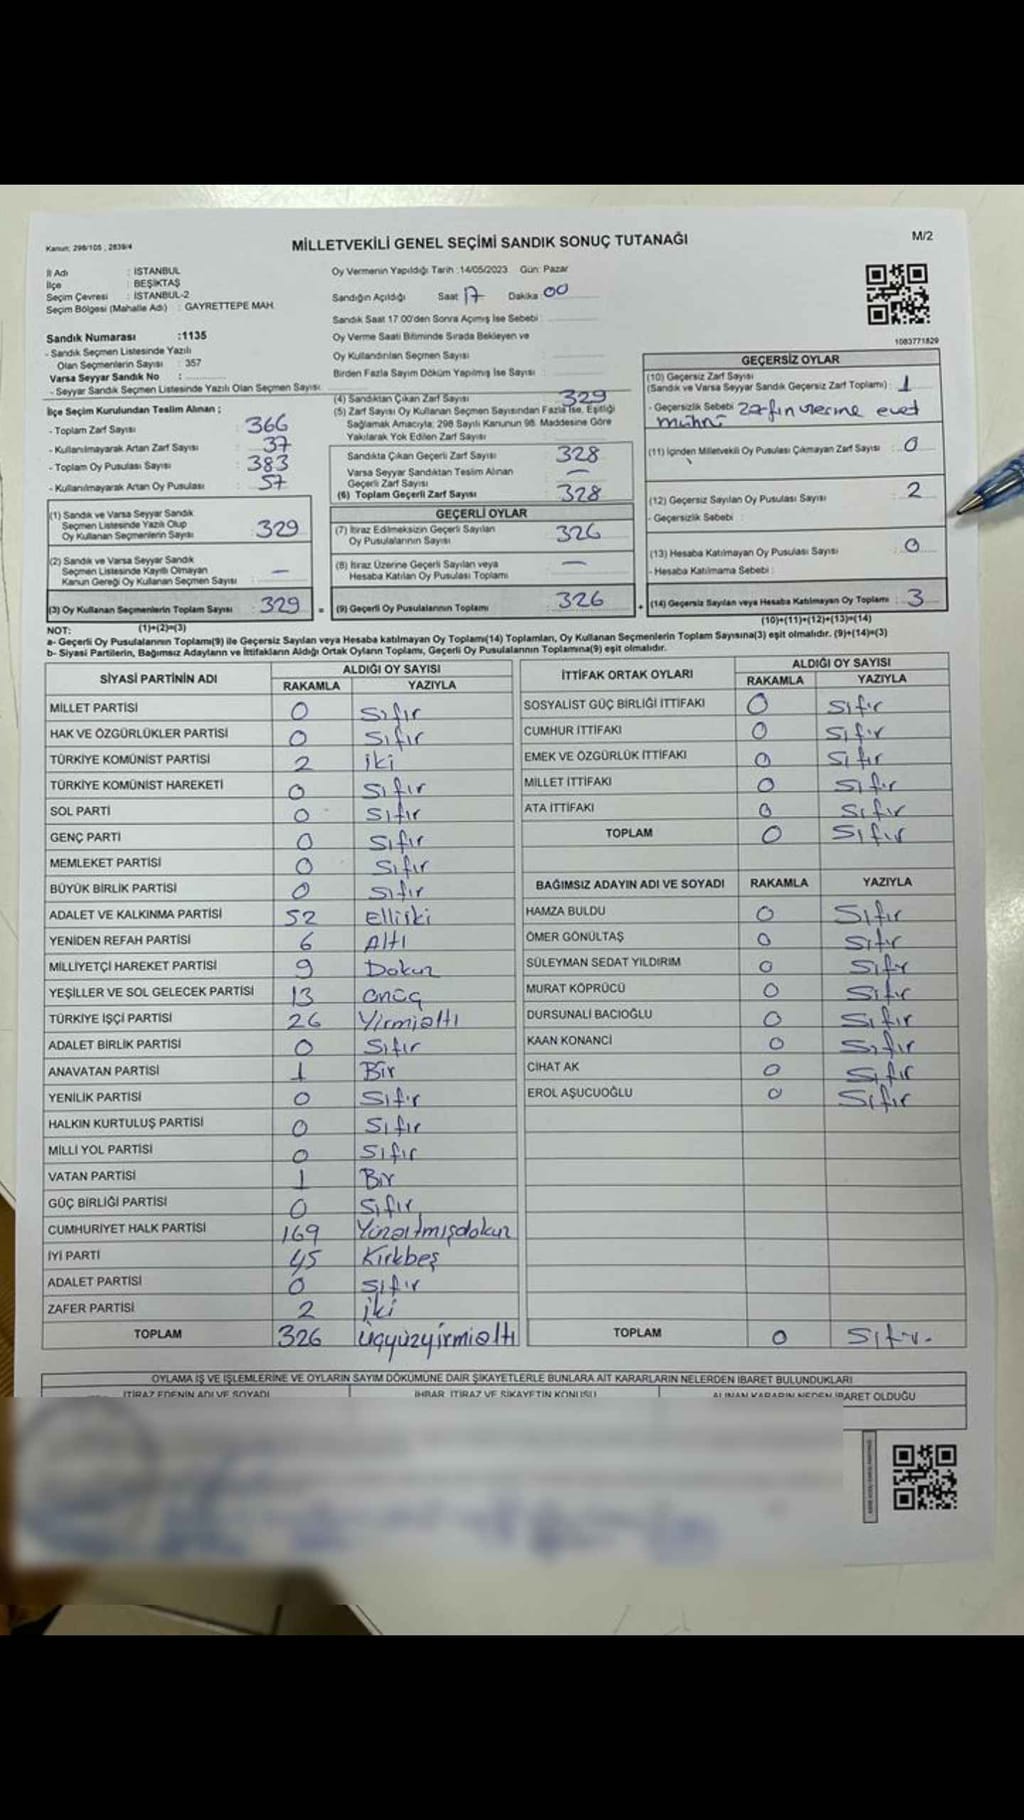 Kanun: 298/105 , 2839/4
MİLLETVEKİLİ GENEL SEÇİMİ SANDIK SONUÇ TUTANAĞI
M/2
İl Adı : İSTANBUL
İlçe : BEŞİKTAŞ
Seçim Çevresi : İSTANBUL-2
Seçim Bölgesi (Mahalle Adı) : GAYRETTEPE MAH.
Sandık Numarası :1135
- Sandık Seçmen Listesinde Yazılı
Olan Seçmenlerin Sayısı : 357
Varsa Seyyar Sandık No :
- Seyyar Sandık Seçmen Listesinde Yazılı Olan Seçmen Sayısı:
Oy Vermenin Yapıldığı Tarih :14/05/2023 Gün: Pazar
Sandığın Açıldığı Saat 17 Dakika 00
Sandık Saat 17.00'den Sonra Açımış İse Sebebi :
Oy Verme Saati Bitiminde Sırada Bekleyen ve
Oy Kullandırılan Seçmen Sayısı :
Birden Fazla Sayım Döküm Yapılmış İse Sayısı :
1083771829
İlçe Seçim Kurulundan Teslim Alınan ;
- Toplam Zarf Sayısı : 366
- Kullanılmayarak Artan Zarf Sayısı : 37
- Toplam Oy Pusulası Sayısı : 383
- Kullanılmayarak Artan Oy Pusulası : 57
(1) Sandık ve Varsa Seyyar Sandık
Seçmen Listesinde Yazılı Olup
Oy Kullanan Seçmenlerin Sayısı : 329
(2) Sandık ve Varsa Seyyar Sandık
Seçmen Listesinde Kayıtlı Olmayan
Kanun Gereği Oy Kullanan Seçmen Sayısı : —
(3) Oy Kullanan Seçmenlerin Toplam Sayısı : 329 =
(1)+(2)=(3)
(4) Sandıktan Çıkan Zarf Sayısı : 329
(5) Zarf Sayısı Oy Kullanan Seçmen Sayısından Fazla İse, Eşitliği
Sağlamak Amacıyla; 298 Sayılı Kanunun 98. Maddesine Göre
Yakılarak Yok Edilen Zarf Sayısı :
Sandıkta Çıkan Geçerli Zarf Sayısı : 328
Varsa Seyyar Sandıktan Teslim Alınan
Geçerli Zarf Sayısı : —
(6) Toplam Geçerli Zarf Sayısı : 328
GEÇERLİ OYLAR
(7) İtiraz Edilmeksizin Geçerli Sayılan
Oy Pusulalarının Sayısı : 326
(8) İtiraz Üzerine Geçerli Sayılan veya
Hesaba Katılan Oy Pusulası Toplamı : —
(9) Geçerli Oy Pusulalarının Toplamı : 326 +
GEÇERSİZ OYLAR
(10) Geçersiz Zarf Sayısı
(Sandık ve Varsa Seyyar Sandık Geçersiz Zarf Toplamı) : 1
- Geçersizlik Sebebi : Zarfın üzerine evet
mührü
(11) İçinden Milletvekili Oy Pusulası Çıkmayan Zarf Sayısı : 0
(12) Geçersiz Sayılan Oy Pusulası Sayısı : 2
- Geçersizlik Sebebi :
(13) Hesaba Katılmayan Oy Pusulası Sayısı : 0
- Hesaba Katılmama Sebebi :
(14) Geçersiz Sayılan veya Hesaba Katılmayan Oy Toplamı : 3
(10)+(11)+(12)+(13)=(14)
NOT:
a- Geçerli Oy Pusulalarının Toplamı(9) ile Geçersiz Sayılan veya Hesaba katılmayan Oy Toplamı(14) Toplamları, Oy Kullanan Seçmenlerin Toplam Sayısına(3) eşit olmalıdır. (9)+(14)=(3)
b- Siyasi Partilerin, Bağımsız Adayların ve İttifakların Aldığı Ortak Oyların Toplamı, Geçerli Oy Pusulalarının Toplamına(9) eşit olmalıdır.
SİYASİ PARTİNİN ADI ALDIĞI OY SAYISI
RAKAMLA YAZIYLA
MİLLET PARTİSİ 0 Sıfır
HAK VE ÖZGÜRLÜKLER PARTİSİ 0 Sıfır
TÜRKİYE KOMÜNİST PARTİSİ 2 İki
TÜRKİYE KOMÜNİST HAREKETİ 0 Sıfır
SOL PARTİ 0 Sıfır
GENÇ PARTİ 0 Sıfır
MEMLEKET PARTİSİ 0 Sıfır
BÜYÜK BİRLİK PARTİSİ 0 Sıfır
ADALET VE KALKINMA PARTİSİ 52 Elliiki
YENİDEN REFAH PARTİSİ 6 Altı
MİLLİYETÇİ HAREKET PARTİSİ 9 Dokuz
YEŞİLLER VE SOL GELECEK PARTİSİ 13 Onüç
TÜRKİYE İŞÇİ PARTİSİ 26 Yirmialtı
ADALET BİRLİK PARTİSİ 0 Sıfır
ANAVATAN PARTİSİ 1 Bir
YENİLİK PARTİSİ 0 Sıfır
HALKIN KURTULUŞ PARTİSİ 0 Sıfır
MİLLİ YOL PARTİSİ 0 Sıfır
VATAN PARTİSİ 1 Bir
GÜÇ BİRLİĞİ PARTİSİ 0 Sıfır
CUMHURİYET HALK PARTİSİ 169 Yüzaltmışdokuz
İYİ PARTİ 45 Kırkbeş
ADALET PARTİSİ 0 Sıfır
ZAFER PARTİSİ 2 İki
TOPLAM 326 Üçyüzyirmialtı
İTTİFAK ORTAK OYLARI ALDIĞI OY SAYISI
RAKAMLA YAZIYLA
SOSYALİST GÜÇ BİRLİĞİ İTTİFAKI 0 Sıfır
CUMHUR İTTİFAKI 0 Sıfır
EMEK VE ÖZGÜRLÜK İTTİFAKI 0 Sıfır
MİLLET İTTİFAKI 0 Sıfır
ATA İTTİFAKI 0 Sıfır
TOPLAM 0 Sıfır
BAĞIMSIZ ADAYIN ADI VE SOYADI RAKAMLA YAZIYLA
HAMZA BULDU 0 Sıfır
ÖMER GÖNÜLTAŞ 0 Sıfır
SÜLEYMAN SEDAT YILDIRIM 0 Sıfır
MURAT KÖPRÜCÜ 0 Sıfır
DURSUNALİ BACIOĞLU 0 Sıfır
KAAN KONANCİ 0 Sıfır
CİHAT AK 0 Sıfır
EROL AŞUCUOĞLU 0 Sıfır
TOPLAM 0 Sıfır.
OYLAMA İŞ VE İŞLEMLERİNE VE OYLARIN SAYIM DÖKÜMÜNE DAİR ŞİKAYETLERLE BUNLARA AİT KARARLARIN NELERDEN İBARET BULUNDUKLARI
İTİRAZ EDENİN ADI VE SOYADI İHBAR, İTİRAZ VE ŞİKAYETİN KONUSU ALINAN KARARIN NEDEN İBARET OLDUĞU